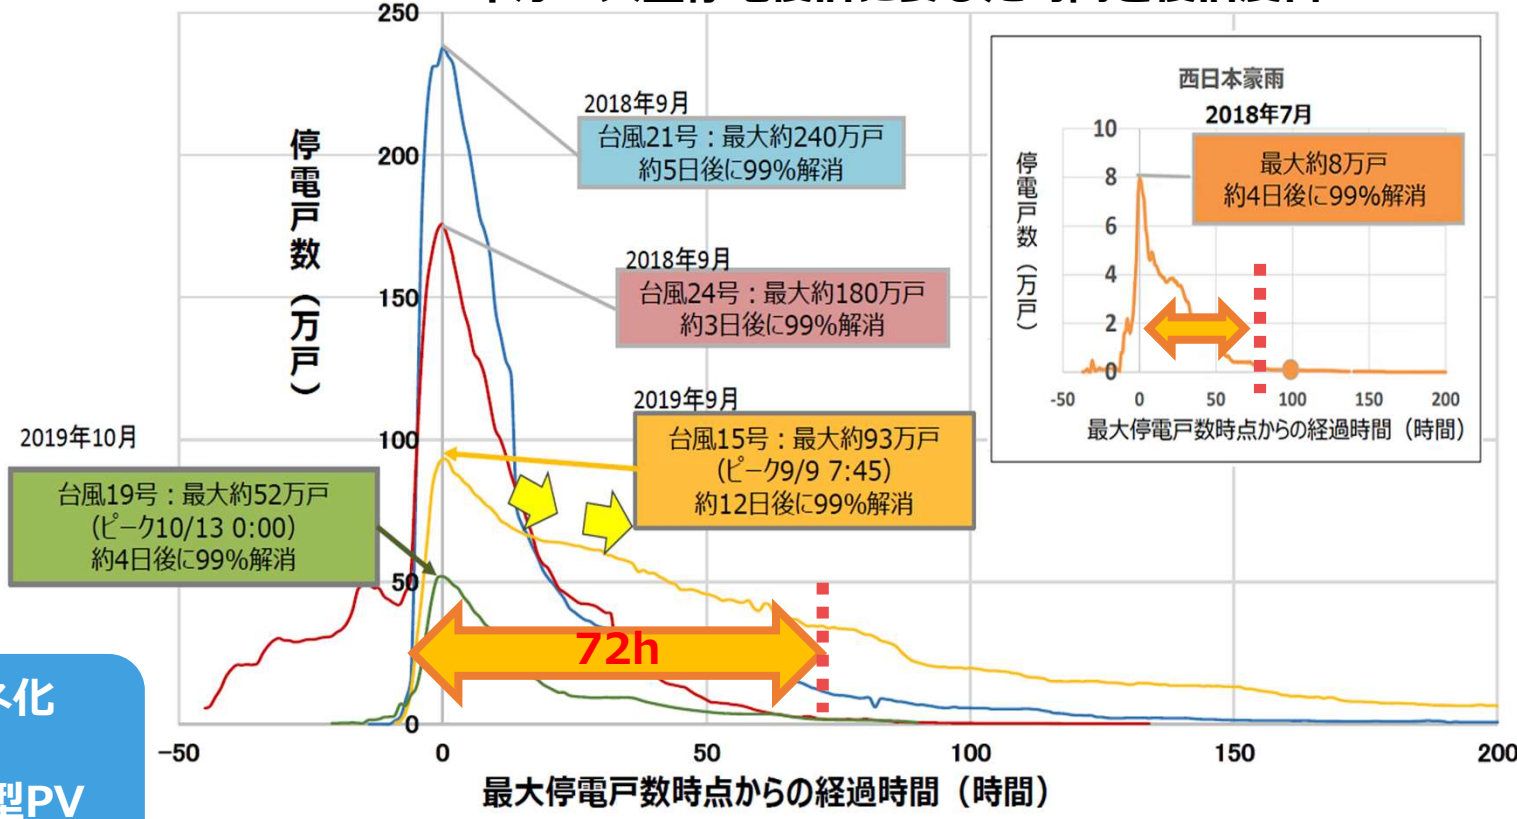 250
200
150
100
50
0
停電戸数（万戸）
2018年9月
台風21号：最大約240万戸
約5日後に99%解消
2018年9月
台風24号：最大約180万戸
約3日後に99%解消
2019年9月
台風15号：最大約93万戸
(ピーク9/9 7:45)
約12日後に99%解消
2019年10月
台風19号：最大約52万戸
(ピーク10/13 0:00)
約4日後に99%解消
72h
-50 0 50 100 150 200
最大停電戸数時点からの経過時間（時間）
西日本豪雨
2018年7月
最大約8万戸
約4日後に99%解消
停電戸数（万戸）
10
8
6
4
2
0
-50 0 50 100 150 200
最大停電戸数時点からの経過時間（時間）
化
型PV